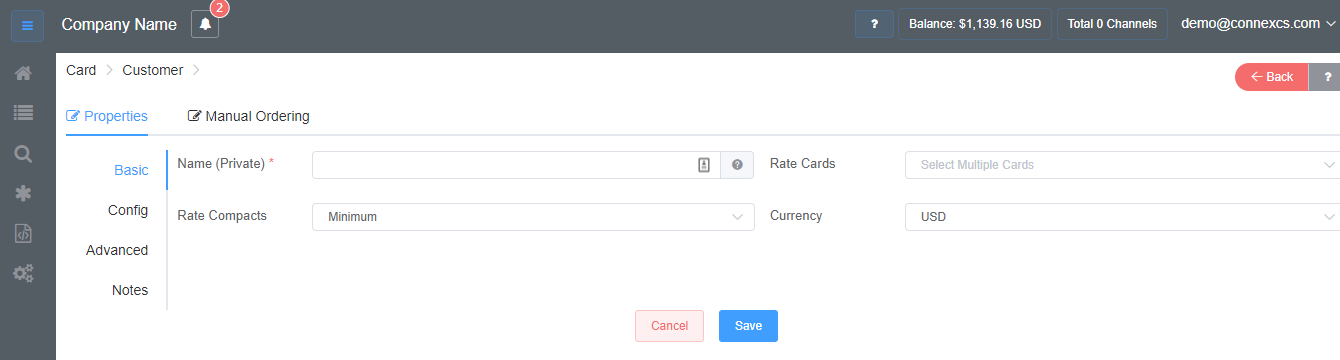 2
Company Name
?
Balance: $1,139.16 USD
Total 0 Channels
demo@connexcs.com
Card
Customer
Back
?
Properties
Manual Ordering
Basic
Name (Private) *
?
Rate Cards
Select Multiple Cards
Config
Rate Compacts
Minimum
Currency
USD
Advanced
Notes
Cancel
Save